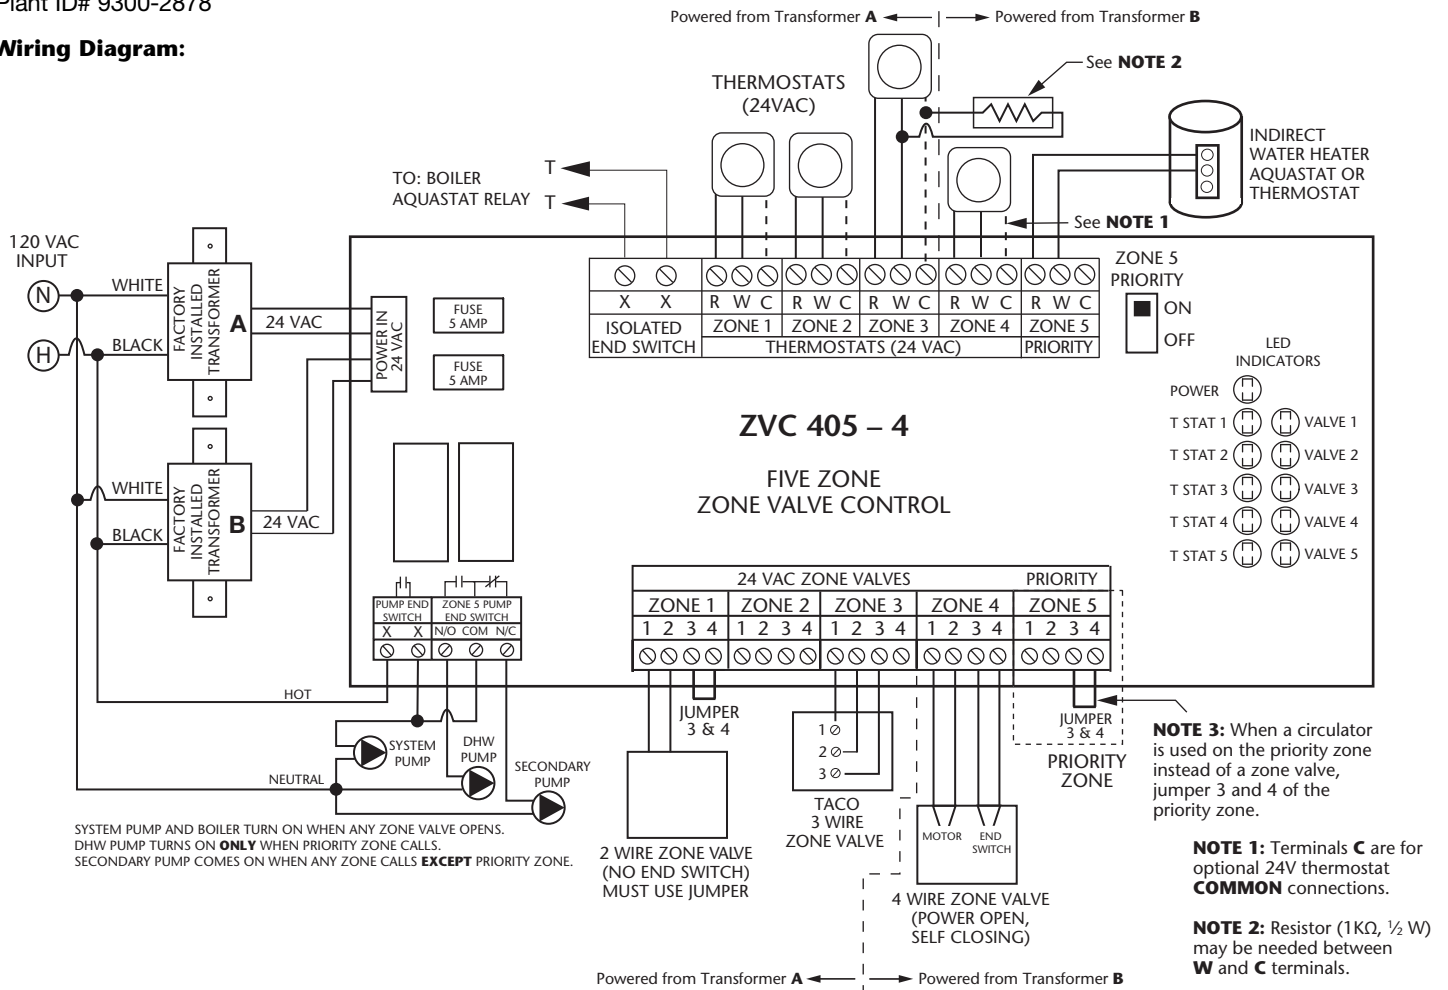 Plant ID# 9300-2878
Wiring Diagram:
Powered from Transformer A
Powered from Transformer B
See NOTE 2
THERMOSTATS
(24VAC)
INDIRECT
WATER HEATER
AQUASTAT OR
THERMOSTAT
TO: BOILER
AQUASTAT RELAY
T
T
See NOTE 1
120 VAC
INPUT
N
H
WHITE
BLACK
FACTORY
INSTALLED
TRANSFORMER
A
24 VAC
POWER IN
24 VAC
FUSE
5 AMP
FUSE
5 AMP
WHITE
BLACK
FACTORY
INSTALLED
TRANSFORMER
B
24 VAC
X X R W C R W C R W C R W C R W C
ISOLATED
END SWITCH
ZONE 1 ZONE 2 ZONE 3 ZONE 4 ZONE 5
THERMOSTATS (24 VAC) PRIORITY
ZONE 5
PRIORITY
ON
OFF
LED
INDICATORS
POWER
T STAT 1 VALVE 1
T STAT 2 VALVE 2
T STAT 3 VALVE 3
T STAT 4 VALVE 4
T STAT 5 VALVE 5
ZVC 405 – 4
FIVE ZONE
ZONE VALVE CONTROL
PUMP END
SWITCH
X X
ZONE 5 PUMP
END SWITCH
N/O COM N/C
24 VAC ZONE VALVES PRIORITY
ZONE 1 ZONE 2 ZONE 3 ZONE 4 ZONE 5
1 2 3 4 1 2 3 4 1 2 3 4 1 2 3 4 1 2 3 4
HOT
NEUTRAL
SYSTEM
PUMP
DHW
PUMP
SECONDARY
PUMP
SYSTEM PUMP AND BOILER TURN ON WHEN ANY ZONE VALVE OPENS.
DHW PUMP TURNS ON ONLY WHEN PRIORITY ZONE CALLS.
SECONDARY PUMP COMES ON WHEN ANY ZONE CALLS EXCEPT PRIORITY ZONE.
JUMPER
3 & 4
2 WIRE ZONE VALVE
(NO END SWITCH)
MUST USE JUMPER
1
2
3
TACO
3 WIRE
ZONE VALVE
MOTOR
END
SWITCH
4 WIRE ZONE VALVE
(POWER OPEN,
SELF CLOSING)
JUMPER
3 & 4
PRIORITY
ZONE
NOTE 3: When a circulator
is used on the priority zone
instead of a zone valve,
jumper 3 and 4 of the
priority zone.
NOTE 1: Terminals C are for
optional 24V thermostat
COMMON connections.
NOTE 2: Resistor (1KΩ, ½ W)
may be needed between
W and C terminals.
Powered from Transformer A
Powered from Transformer B